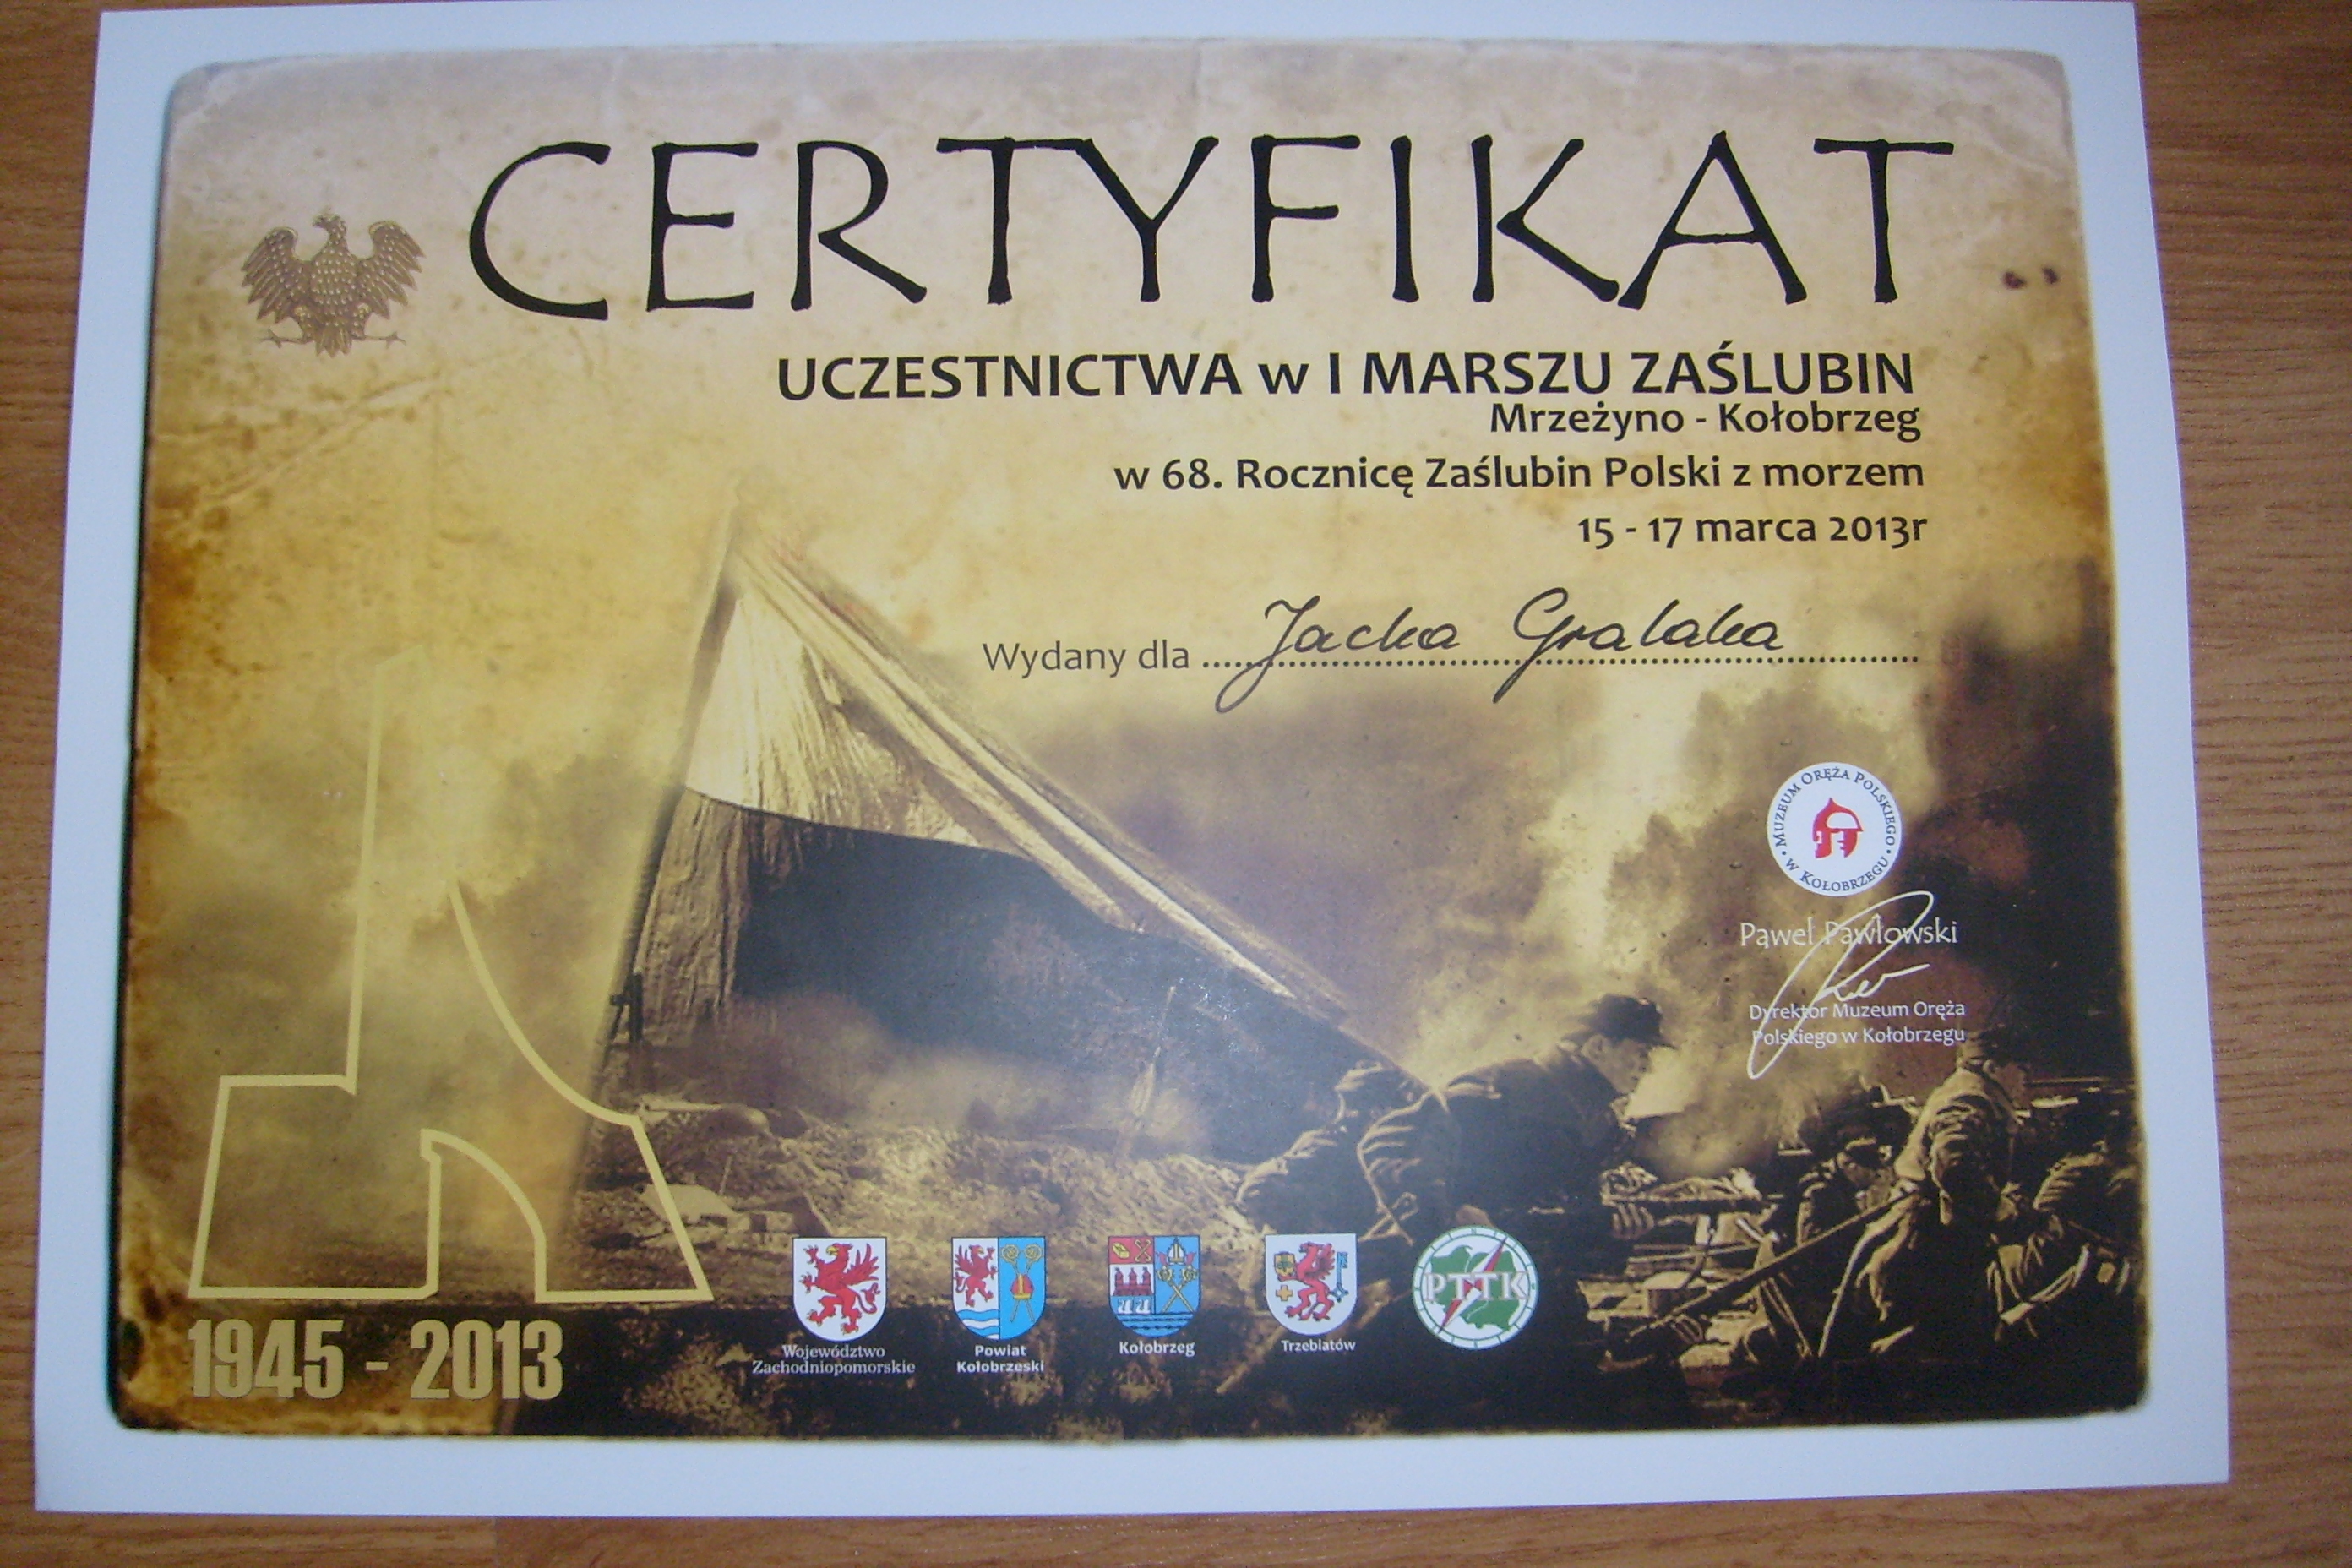 CERTYFIKAT
UCZESTNICTWA w I MARSZU ZAŚLUBIN
Mrzeżyno - Kołobrzeg
w 68. Rocznicę Zaślubin Polski z morzem
15 - 17 marca 2013r
Wydany dla Jacka Gralaka
MUZEUM ORĘŻA POLSKIEGO
W KOŁOBRZEGU
Paweł Pawłowski
Dyrektor Muzeum Oręża
Polskiego w Kołobrzegu
Województwo
Zachodniopomorskie
Powiat
Kołobrzeski
Kołobrzeg
Trzebiatów
PTTK
1945 - 2013